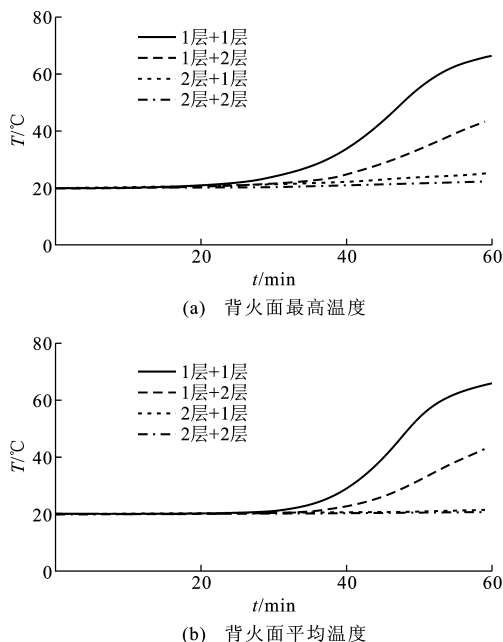 80
60
40
20
0
T/℃
1层+1层
1层+2层
2层+1层
2层+2层
20 40 60
t/min
(a) 背火面最高温度
80
60
40
20
0
T/℃
1层+1层
1层+2层
2层+1层
2层+2层
20 40 60
t/min
(b) 背火面平均温度